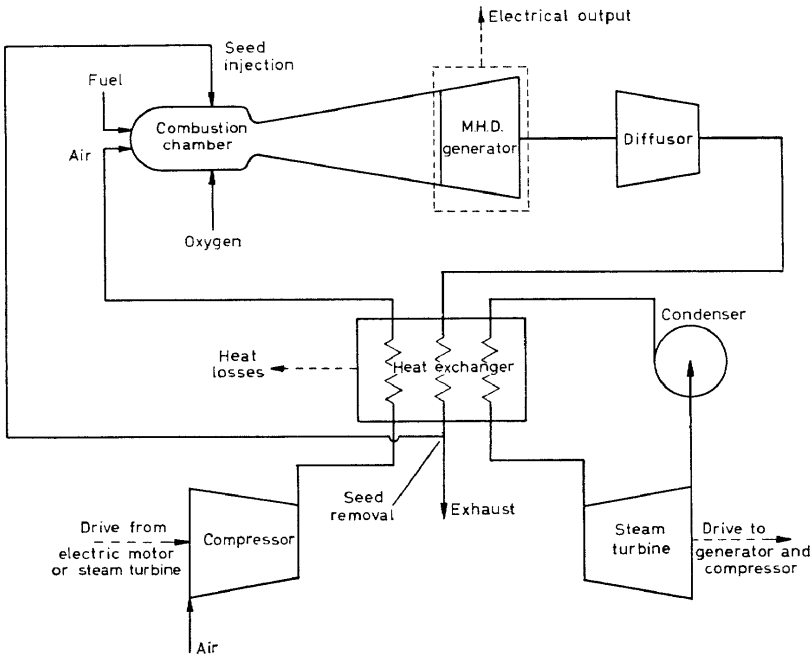 Electrical output
Seed
injection
Fuel
Combustion
chamber
Air
Oxygen
M.H.D.
generator
Diffusor
Condenser
Heat
losses
Heat exchanger
Seed
removal
Exhaust
Drive from
electric motor
or steam turbine
Compressor
Air
Steam
turbine
Drive to
generator and
compressor